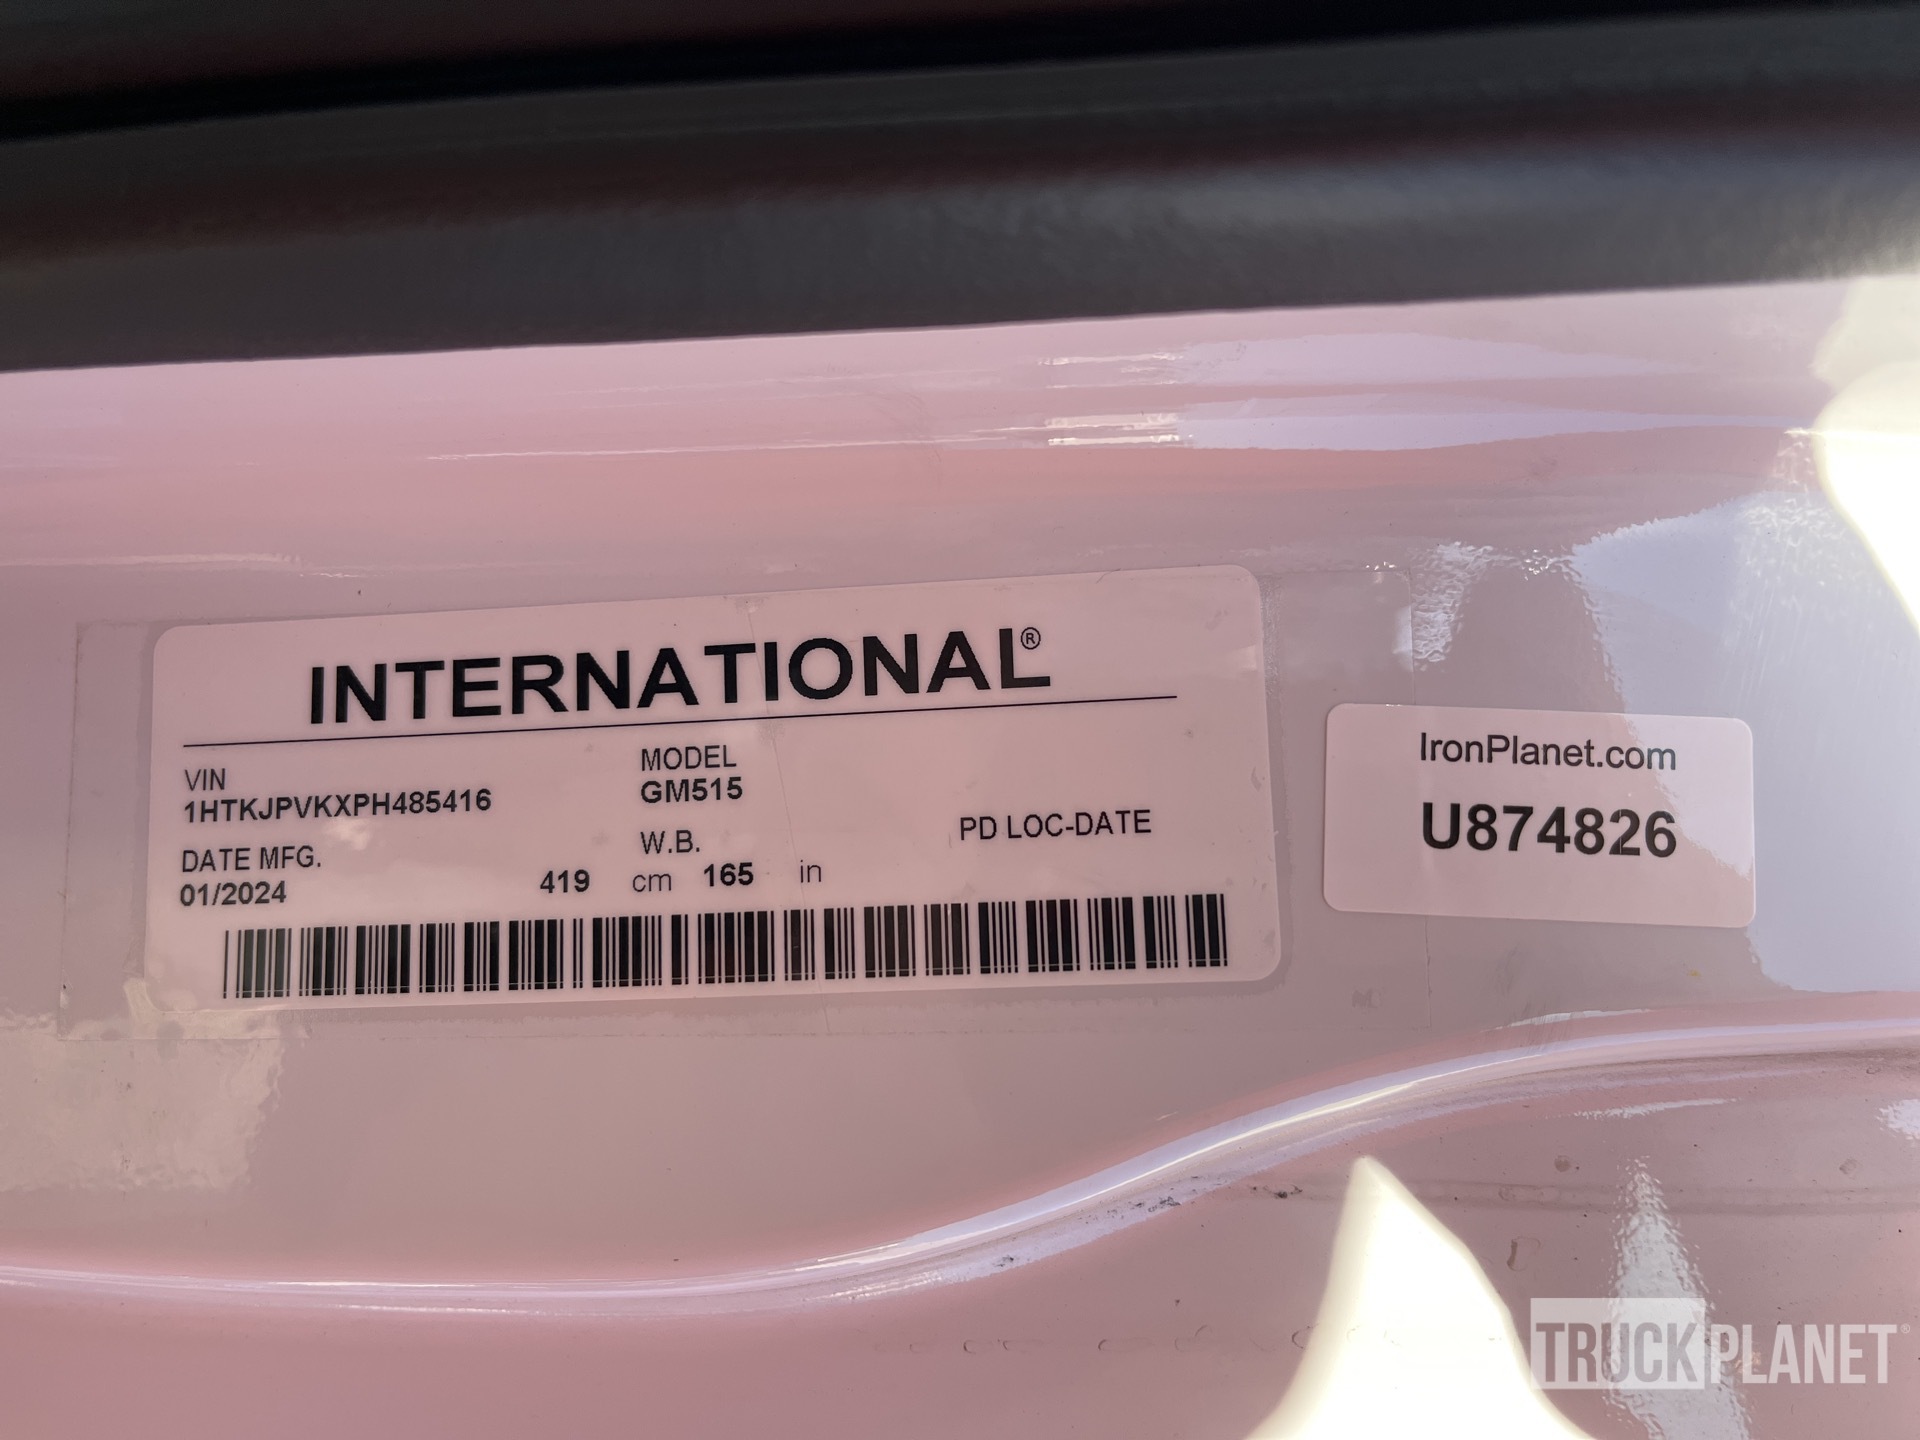 INTERNATIONAL®
VIN
1HTKJPVKXPH485416
MODEL
GM515
DATE MFG.
01/2024
W.B.
419 cm 165 in
PD LOC-DATE
IronPlanet.com
U874826
TRUCKPLANET®